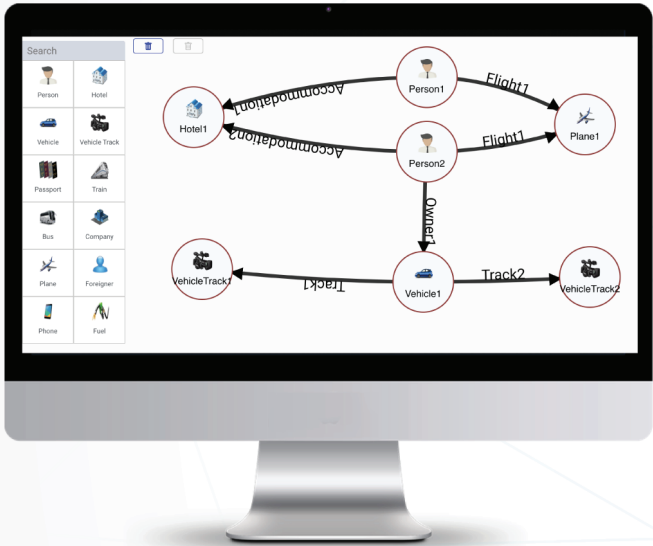 Search
Person
Hotel
Vehicle
Vehicle Track
Passport
Train
Bus
Company
Plane
Foreigner
Phone
Fuel
Person1
Accommodation1
Flight1
Hotel1
Plane1
Accommodation2
Flight1
Person2
Owner1
VehicleTrack1
Track1
Vehicle1
Track2
VehicleTrack2